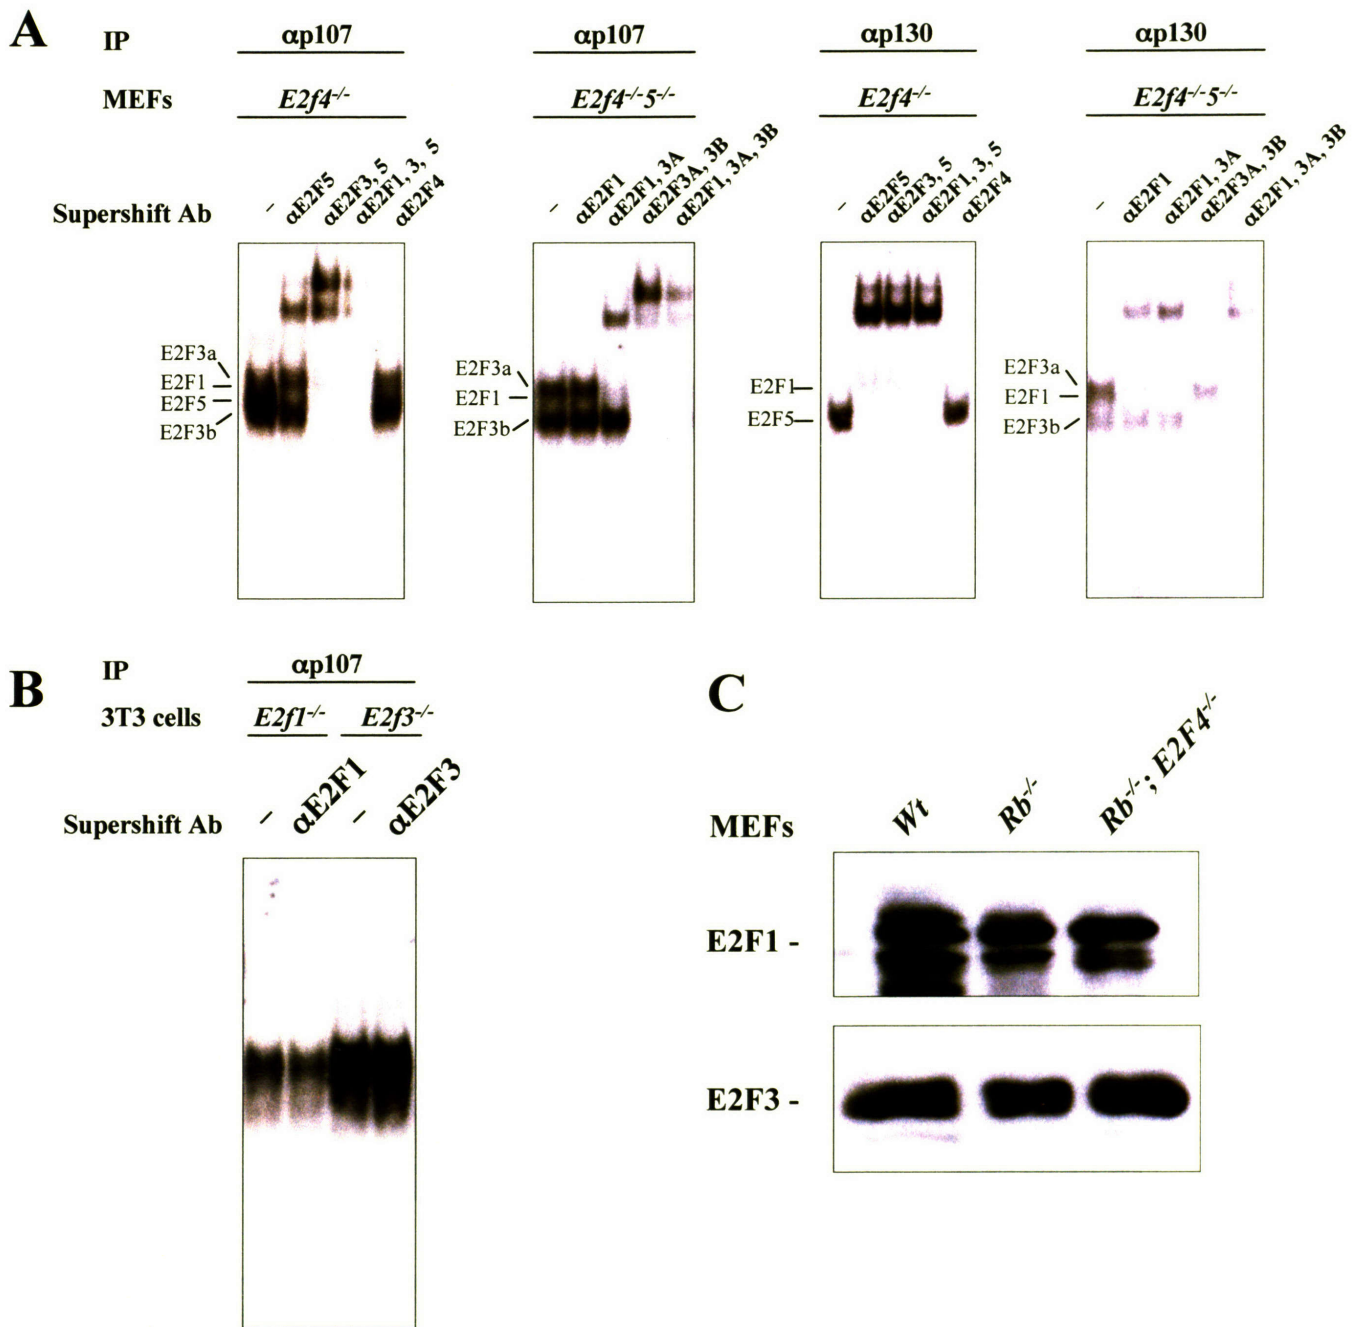 A
IP αp107 αp107 αp130 αp130
MEFs E2f4-/- E2f4-/-5-/- E2f4-/- E2f4-/-5-/-
Supershift Ab - αE2F5 αE2F3, 5 αE2F1, 3, 5 αE2F4 - αE2F1 αE2F1, 3A αE2F3A, 3B αE2F1, 3A, 3B - αE2F5 αE2F3, 5 αE2F1, 3, 5 αE2F4 - αE2F1 αE2F1, 3A αE2F3A, 3B αE2F1, 3A, 3B
E2F3a
E2F1
E2F5
E2F3b
E2F3a
E2F1
E2F3b
E2F1
E2F5
E2F3a
E2F1
E2F3b
B
IP αp107
3T3 cells E2f1-/- E2f3-/-
Supershift Ab - αE2F1 - αE2F3
C
MEFs Wt Rb-/- Rb-/-; E2F4-/-
E2F1 -
E2F3 -